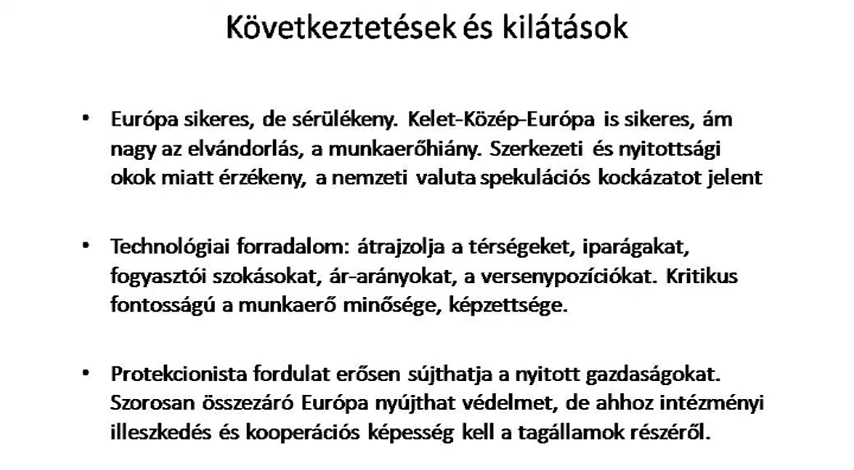 Következtetések és kilátások
• Európa sikeres, de sérülékeny. Kelet-Közép-Európa is sikeres, ám
nagy az elvándorlás, a munkaerőhiány. Szerkezeti és nyitottsági
okok miatt érzékeny, a nemzeti valuta spekulációs kockázatot jelent
• Technológiai forradalom: átrajzolja a térségeket, iparágakat,
fogyasztói szokásokat, ár-arányokat, a versenypozíciókat. Kritikus
fontosságú a munkaerő minősége, képzettsége.
• Protekcionista fordulat erősen sújthatja a nyitott gazdaságokat.
Szorosan összezáró Európa nyújthat védelmet, de ahhoz intézményi
illeszkedés és kooperációs képesség kell a tagállamok részéről.